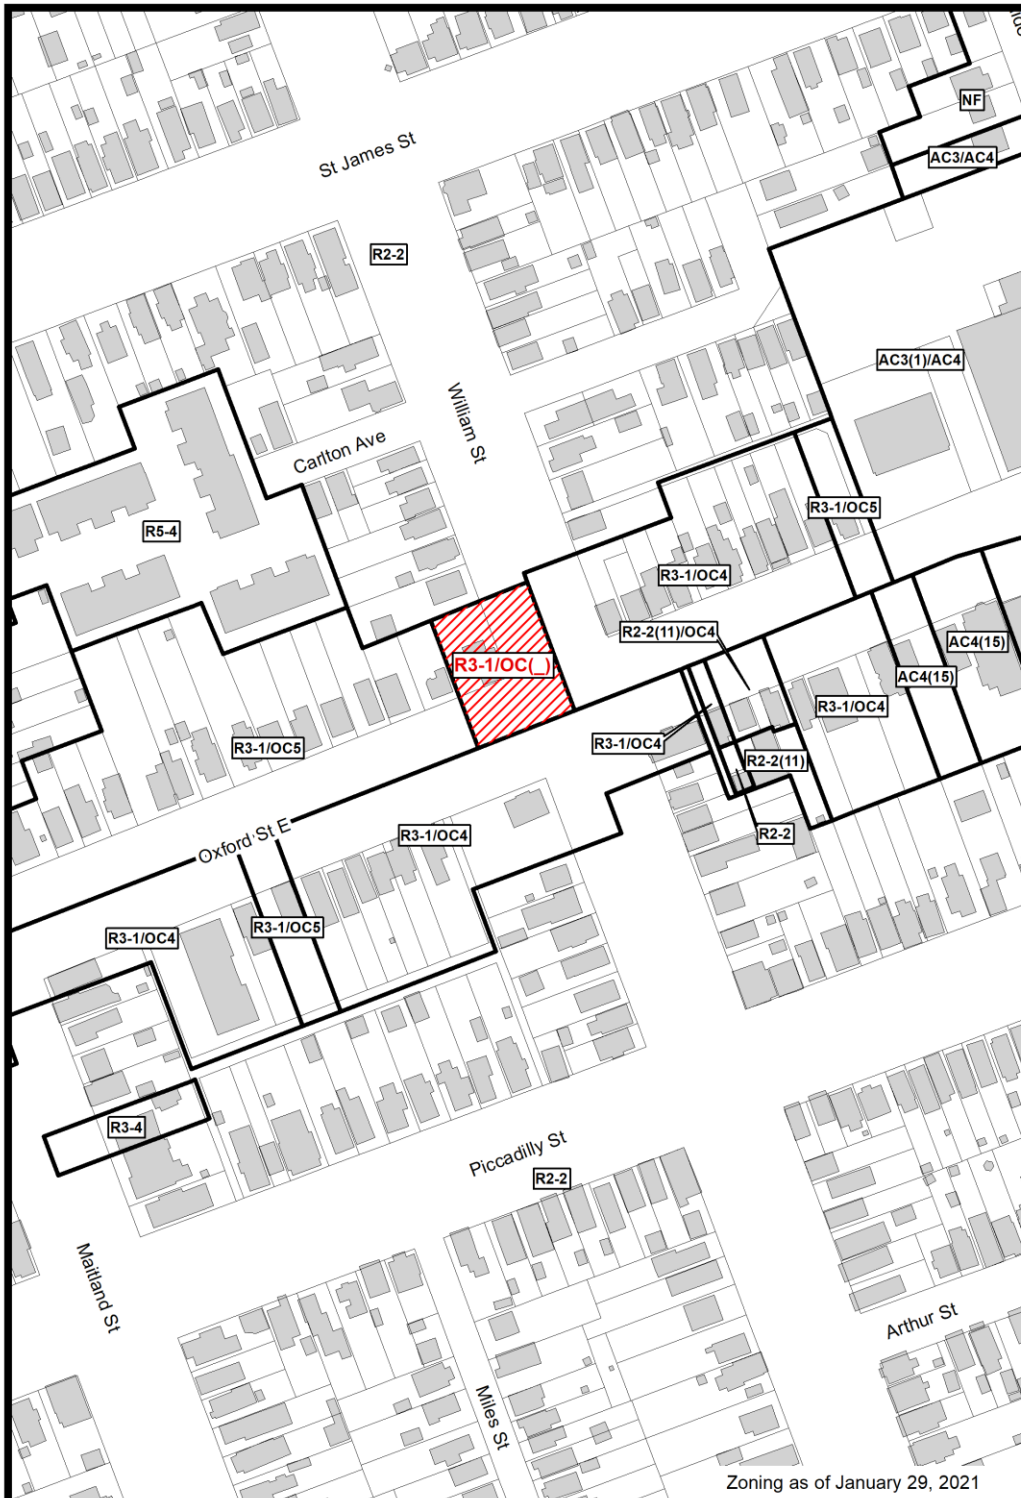 NF
AC3/AC4
St James St
R2-2
AC3(1)/AC4
William St
Carlton Ave
R3-1/OC5
R5-4
R3-1/OC4
R2-2(11)/OC4
AC4(15)
R3-1/OC(_)
AC4(15)
R3-1/OC4
R3-1/OC4
R3-1/OC5
R2-2(11)
R2-2
R3-1/OC4
Oxford St E
R3-1/OC5
R3-1/OC4
R3-4
Piccadilly St
R2-2
Maitland St
Arthur St
Miles St
Zoning as of January 29, 2021